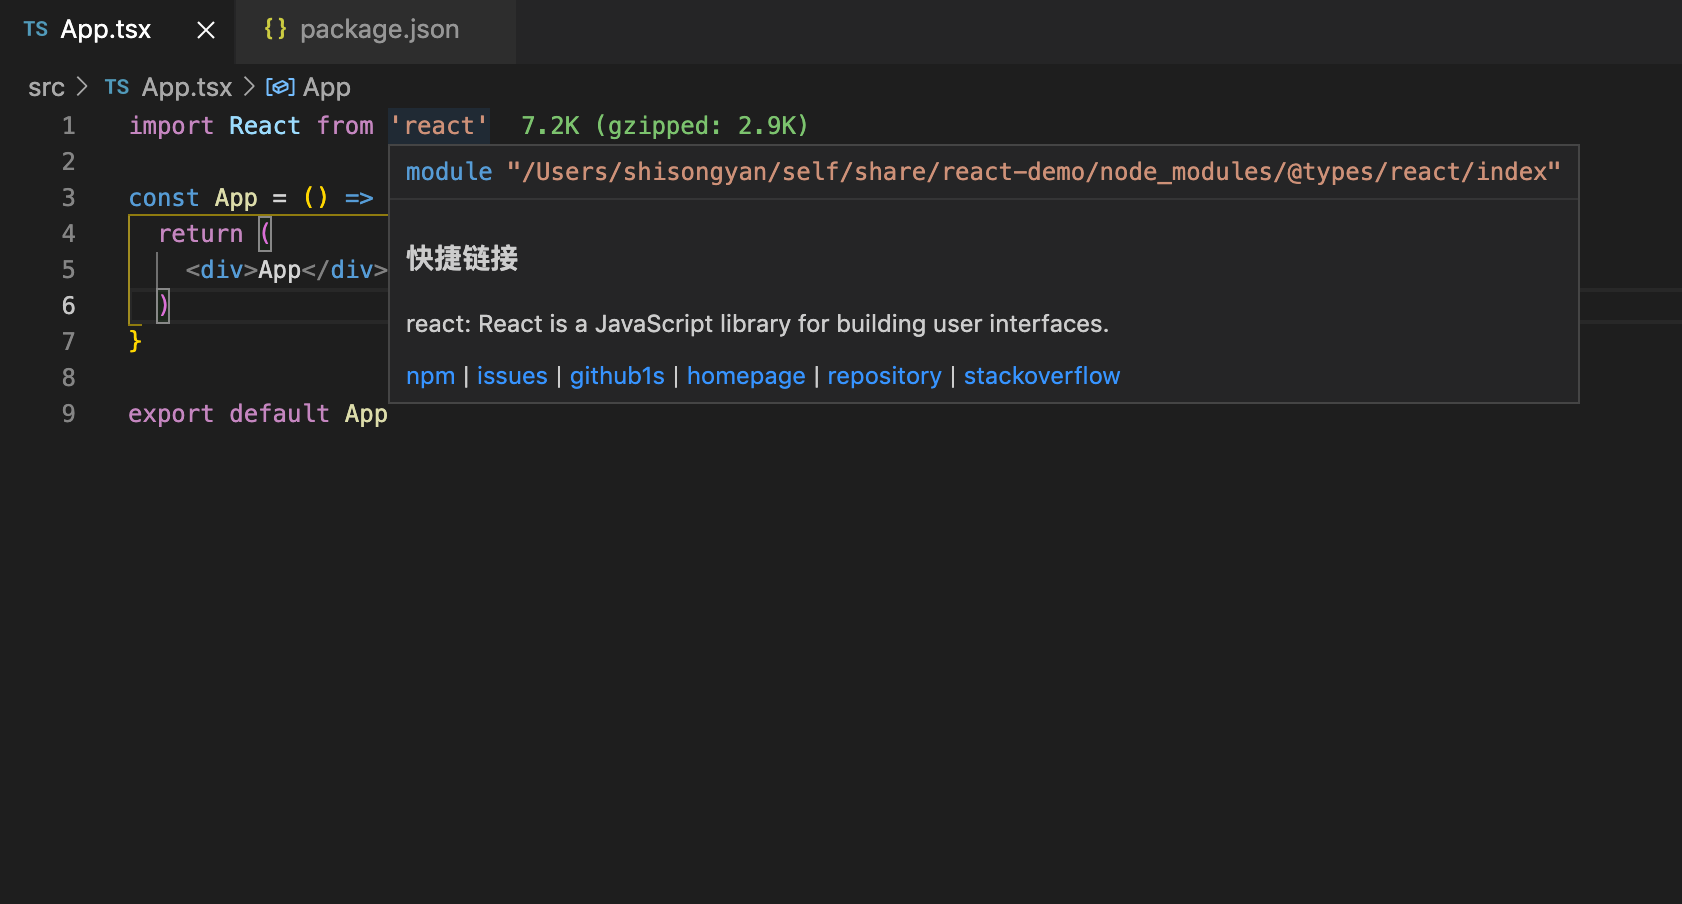 TS App.tsx × {} package.json
src > TS App.tsx > App
1 import React from 'react' 7.2K (gzipped: 2.9K)
module "/Users/shisongyan/self/share/react-demo/node_modules/@types/react/index"
2
3 const App = () =>
4 return (
快捷链接
5 <div>App</div>
6 )
react: React is a JavaScript library for building user interfaces.
7 }
npm | issues | github1s | homepage | repository | stackoverflow
8
9 export default App